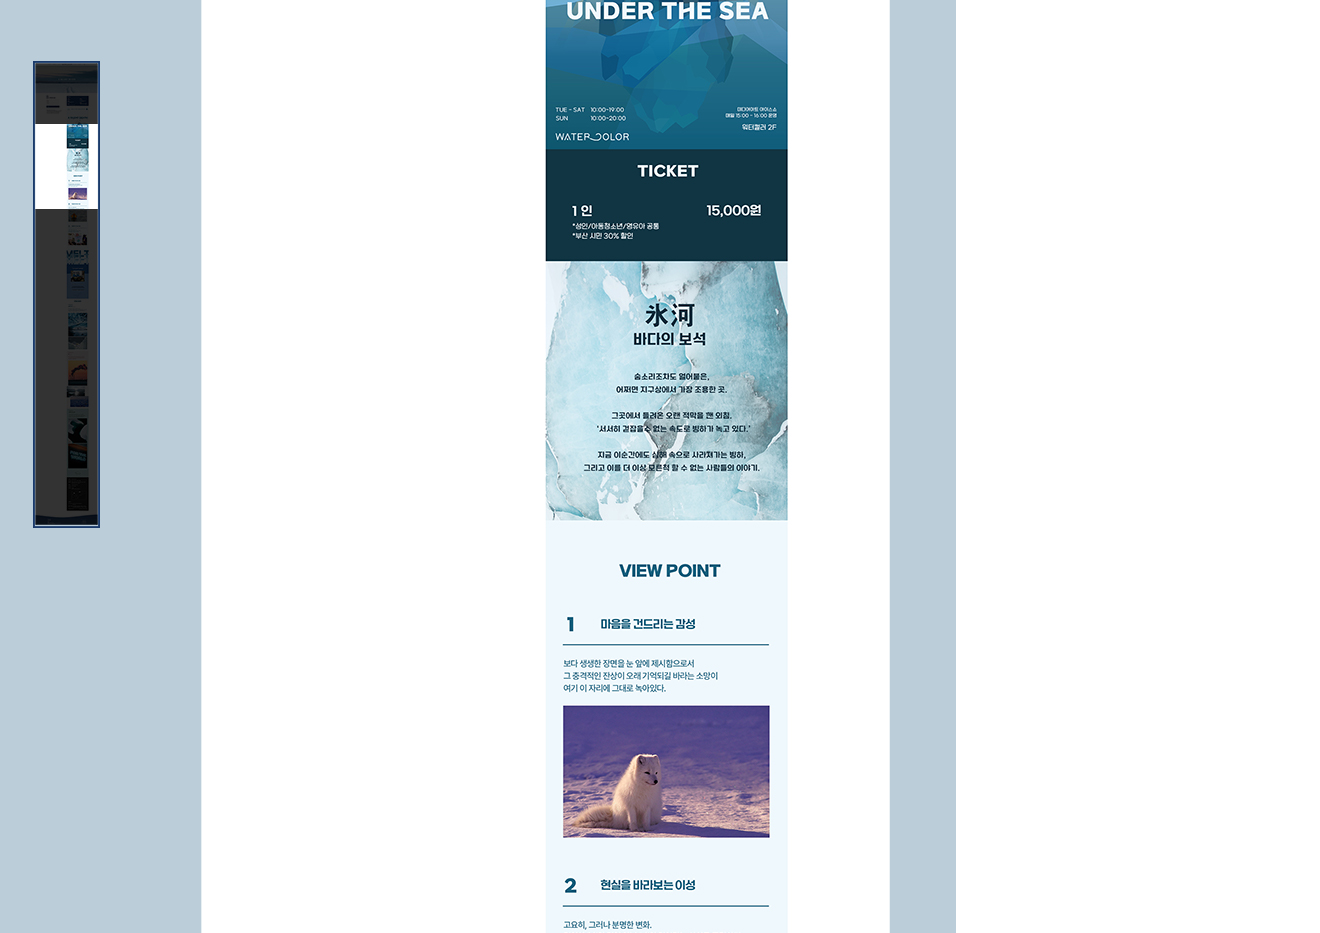 UNDER THE SEA
TUE - SAT 10:00-19:00
SUN 10:00-20:00
WATERCOLOR
미디어아트 아이스쇼
매일 15:00 - 16:00 운영
워터컬러 2F
TICKET
1 인 15,000원
*성인/아동청소년/영유아 공통
*부산 시민 30% 할인
氷河
바다의 보석
숨소리조차도 얼어붙은,
어쩌면 지구상에서 가장 조용한 곳.
그곳에서 들려온 오랜 적막을 깬 외침.
'서서히 걷잡을수 없는 속도로 빙하가 녹고 있다.'
지금 이순간에도 심해 속으로 사라져가는 빙하,
그리고 이를 더 이상 모른척 할 수 없는 사람들의 이야기.
VIEW POINT
1 마음을 건드리는 감성
보다 생생한 장면을 눈 앞에 제시함으로서
그 충격적인 잔상이 오래 기억되길 바라는 소망이
여기 이 자리에 그대로 녹아있다.
2 현실을 바라보는 이성
고요히, 그러나 분명한 변화.